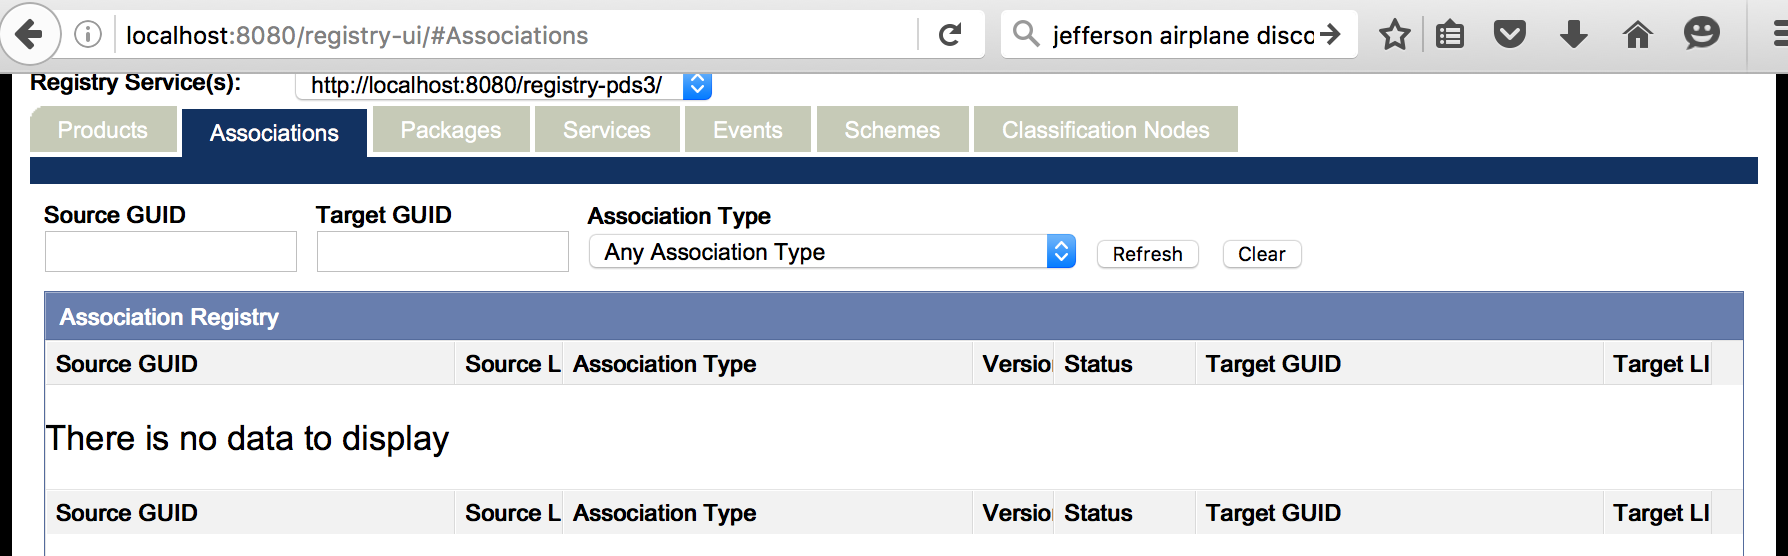 localhost:8080/registry-ui/#Associations
jefferson airplane disco
Registry Service(s): http://localhost:8080/registry-pds3/
Products Associations Packages Services Events Schemes Classification Nodes
Source GUID Target GUID Association Type
Any Association Type Refresh Clear
Association Registry
Source GUID Source L Association Type Version Status Target GUID Target LI
There is no data to display
Source GUID Source L Association Type Version Status Target GUID Target LI